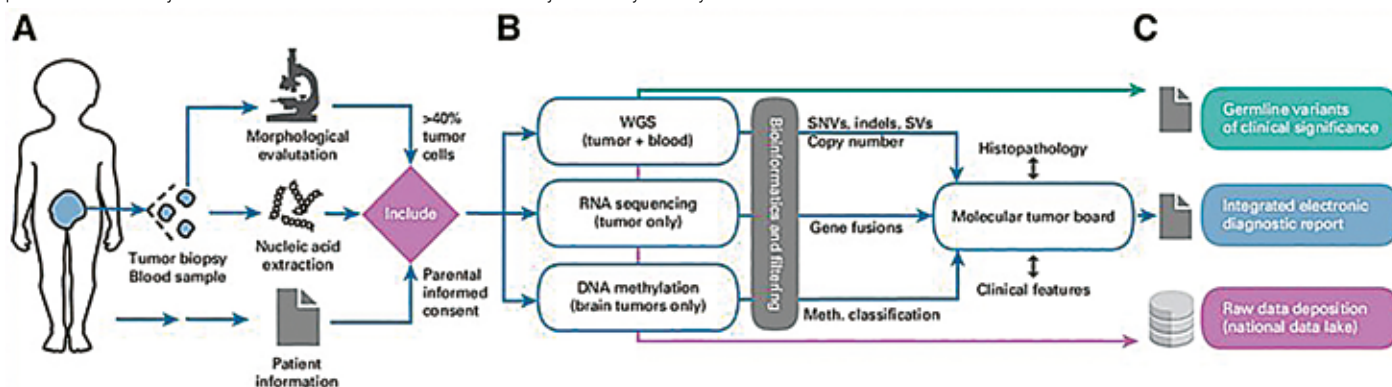 A
B
C
Morphological
evalutation
>40%
tumor
cells
Include
Nucleic acid
extraction
Tumor biopsy
Blood sample
Parental
informed
consent
Patient
information
WGS
(tumor + blood)
RNA sequencing
(tumor only)
DNA methylation
(brain tumors only)
Bioinformatics and filtering
SNVs, indels, SVs
Copy number
Gene fusions
Meth. classification
Histopathology
Molecular tumor board
Clinical features
Germline variants
of clinical significance
Integrated electronic
diagnostic report
Raw data deposition
(national data lake)